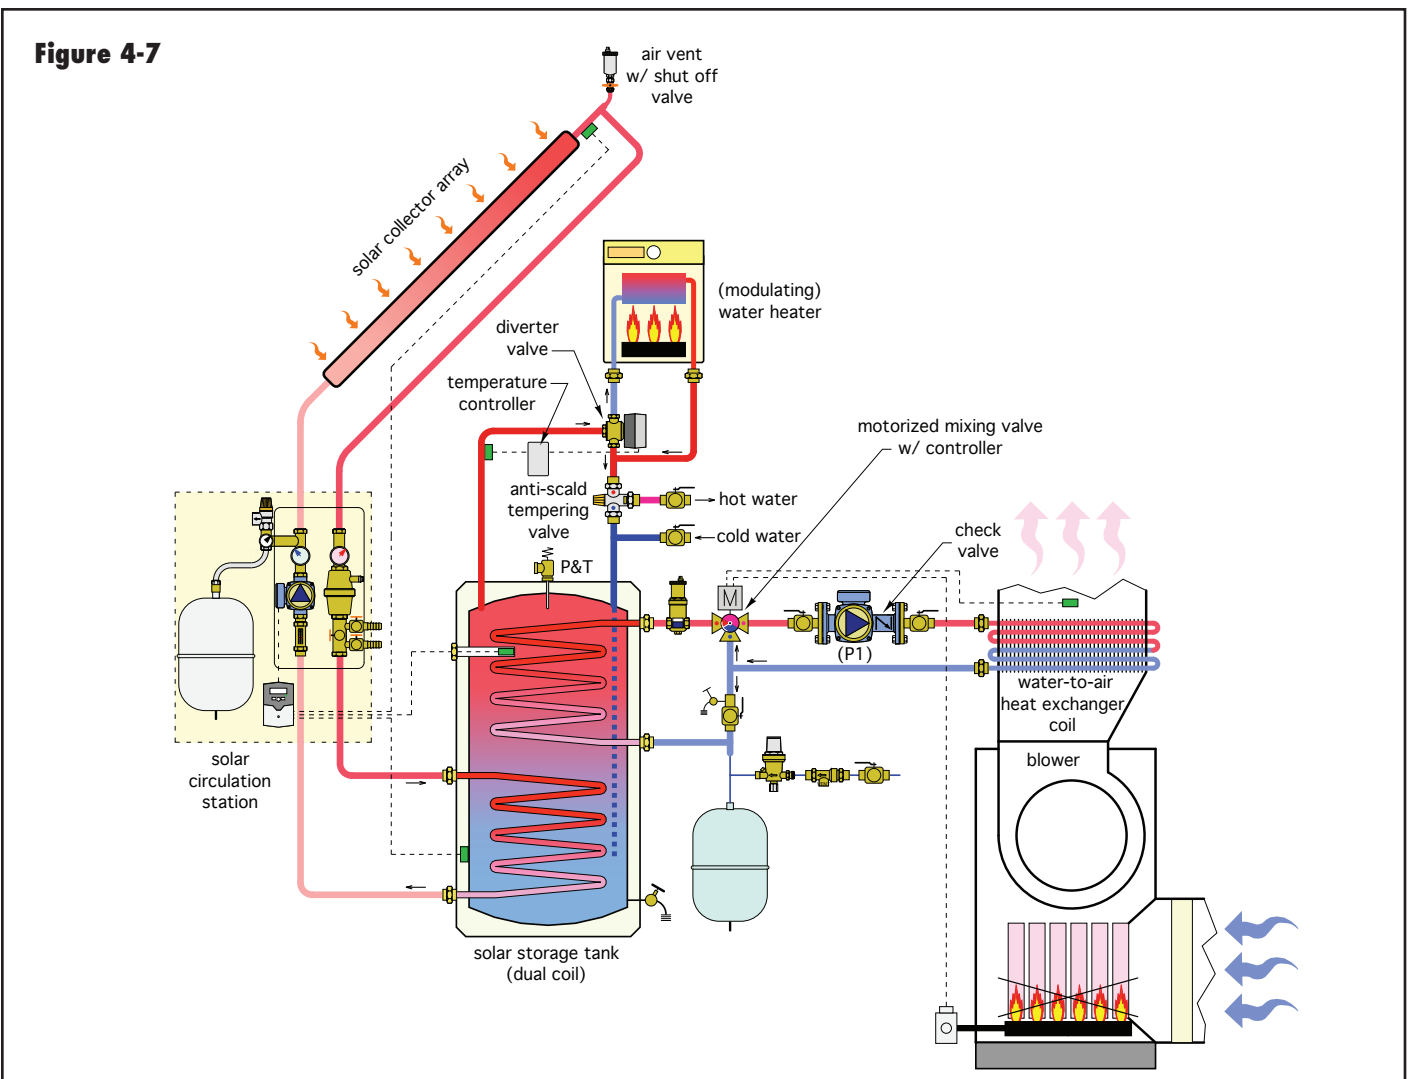 Figure 4-7
air vent
w/ shut off
valve
solar collector array
(modulating)
water heater
diverter
valve
temperature
controller
motorized mixing valve
w/ controller
anti-scald
tempering
valve
hot water
cold water
check
valve
P&T
M
(P1)
water-to-air
heat exchanger
coil
solar
circulation
station
blower
solar storage tank
(dual coil)